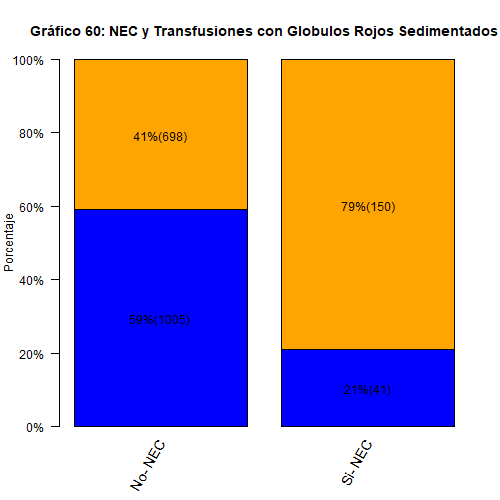 Gráfico 60: NEC y Transfusiones con Globulos Rojos Sedimentados
100%
80%
60%
40%
20%
0%
Porcentaje
41%(698)
59%(1005)
79%(150)
21%(41)
No- NEC
Si- NEC